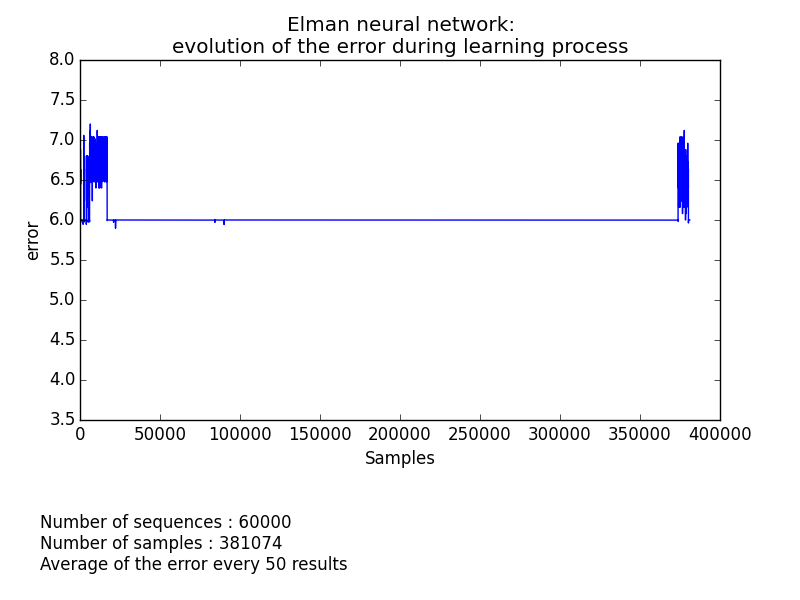 Elman neural network:
evolution of the error during learning process
8.0
7.5
7.0
6.5
6.0
5.5
5.0
4.5
4.0
3.5
error
0 50000 100000 150000 200000 250000 300000 350000 400000
Samples
Number of sequences : 60000
Number of samples : 381074
Average of the error every 50 results